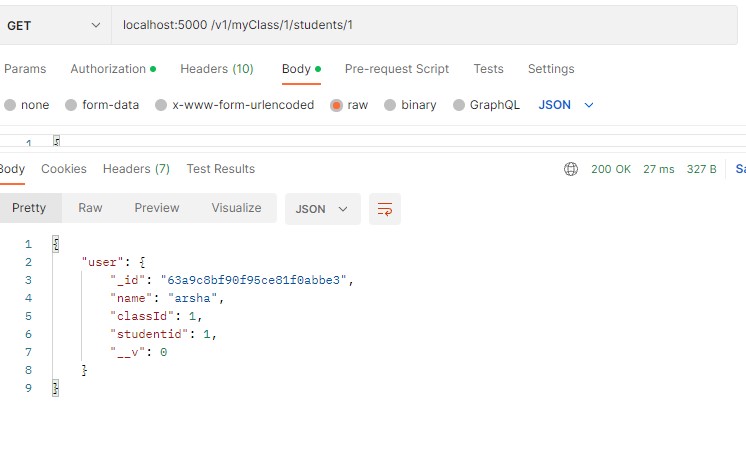 GET localhost:5000 /v1/myClass/1/students/1
Params Authorization Headers (10) Body Pre-request Script Tests Settings
none form-data x-www-form-urlencoded raw binary GraphQL JSON
1 {
Body Cookies Headers (7) Test Results 200 OK 27 ms 327 B Sa
Pretty Raw Preview Visualize JSON
1 {
2 "user": {
3 "_id": "63a9c8bf90f95ce81f0abbe3",
4 "name": "arsha",
5 "classId": 1,
6 "studentid": 1,
7 "__v": 0
8 }
9 }